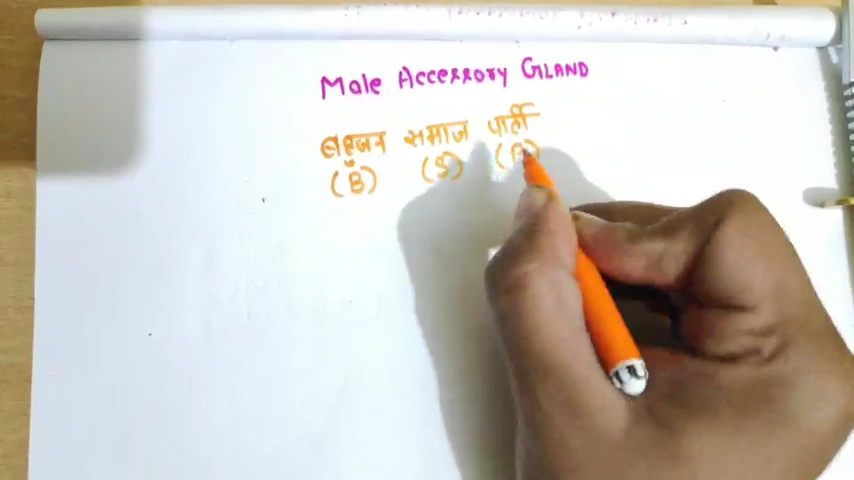 Male Accessory GLAND
बहुजन समाज पार्टी
(B) (S) (P)